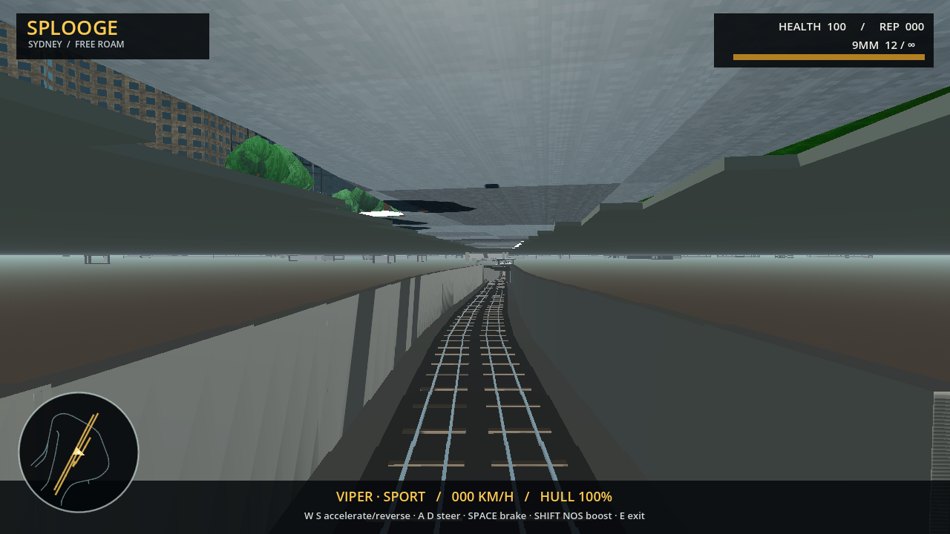 SPLOOGE
SYDNEY / FREE ROAM
HEALTH 100 / REP 000
9MM 12 / ∞
VIPER · SPORT / 000 KM/H / HULL 100%
W S accelerate/reverse · A D steer · SPACE brake · SHIFT NOS boost · E exit